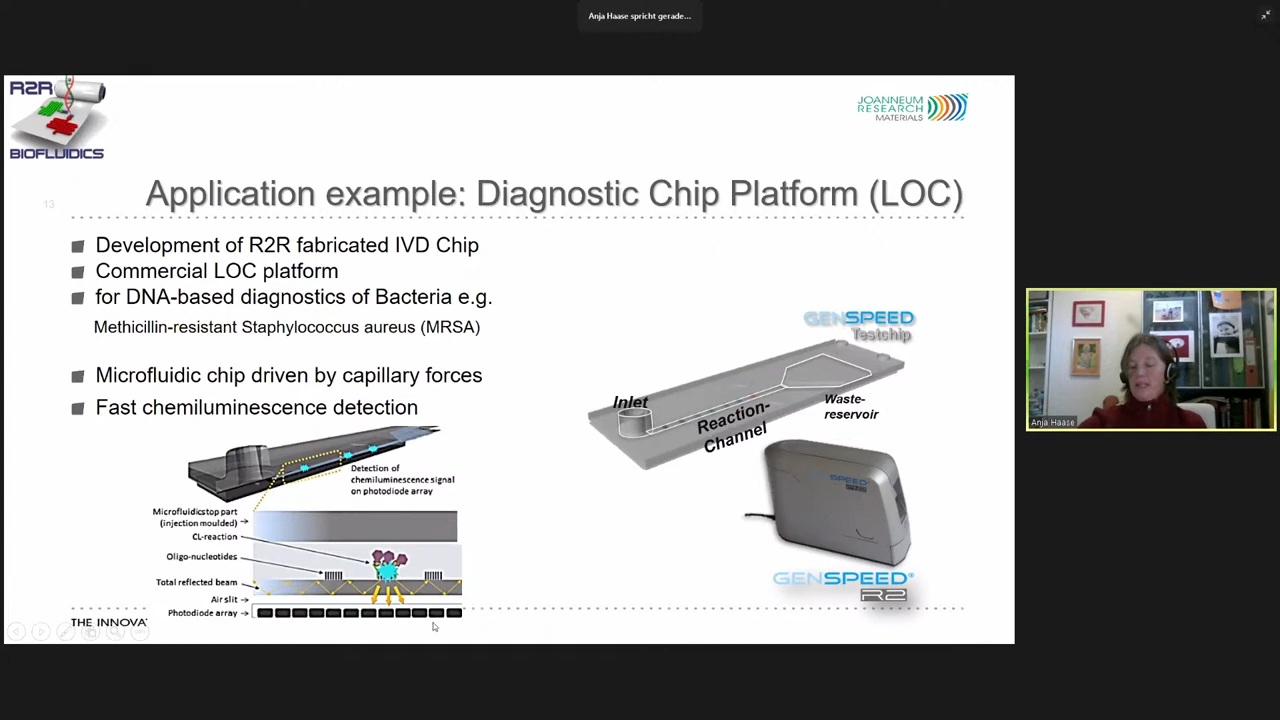 Anja Haase spricht gerade...
R2R
BIOFLUIDICS
JOANNEUM
RESEARCH
MATERIALS
Application example: Diagnostic Chip Platform (LOC)
13
Development of R2R fabricated IVD Chip
Commercial LOC platform
for DNA-based diagnostics of Bacteria e.g.
Methicillin-resistant Staphylococcus aureus (MRSA)
Microfluidic chip driven by capillary forces
Fast chemiluminescence detection
Detection of
chemiluminescence signal
on photodiode array
Microfluidicstop part
(injection moulded)
CL-reaction
Oligo-nucleotides
Total reflected beam
Air slit
Photodiode array
THE INNOVA
GENSPEED
Testchip
Inlet
Reaction-
Channel
Waste-
reservoir
GENSPEED
R2
GENSPEED®
R2
Anja Haase